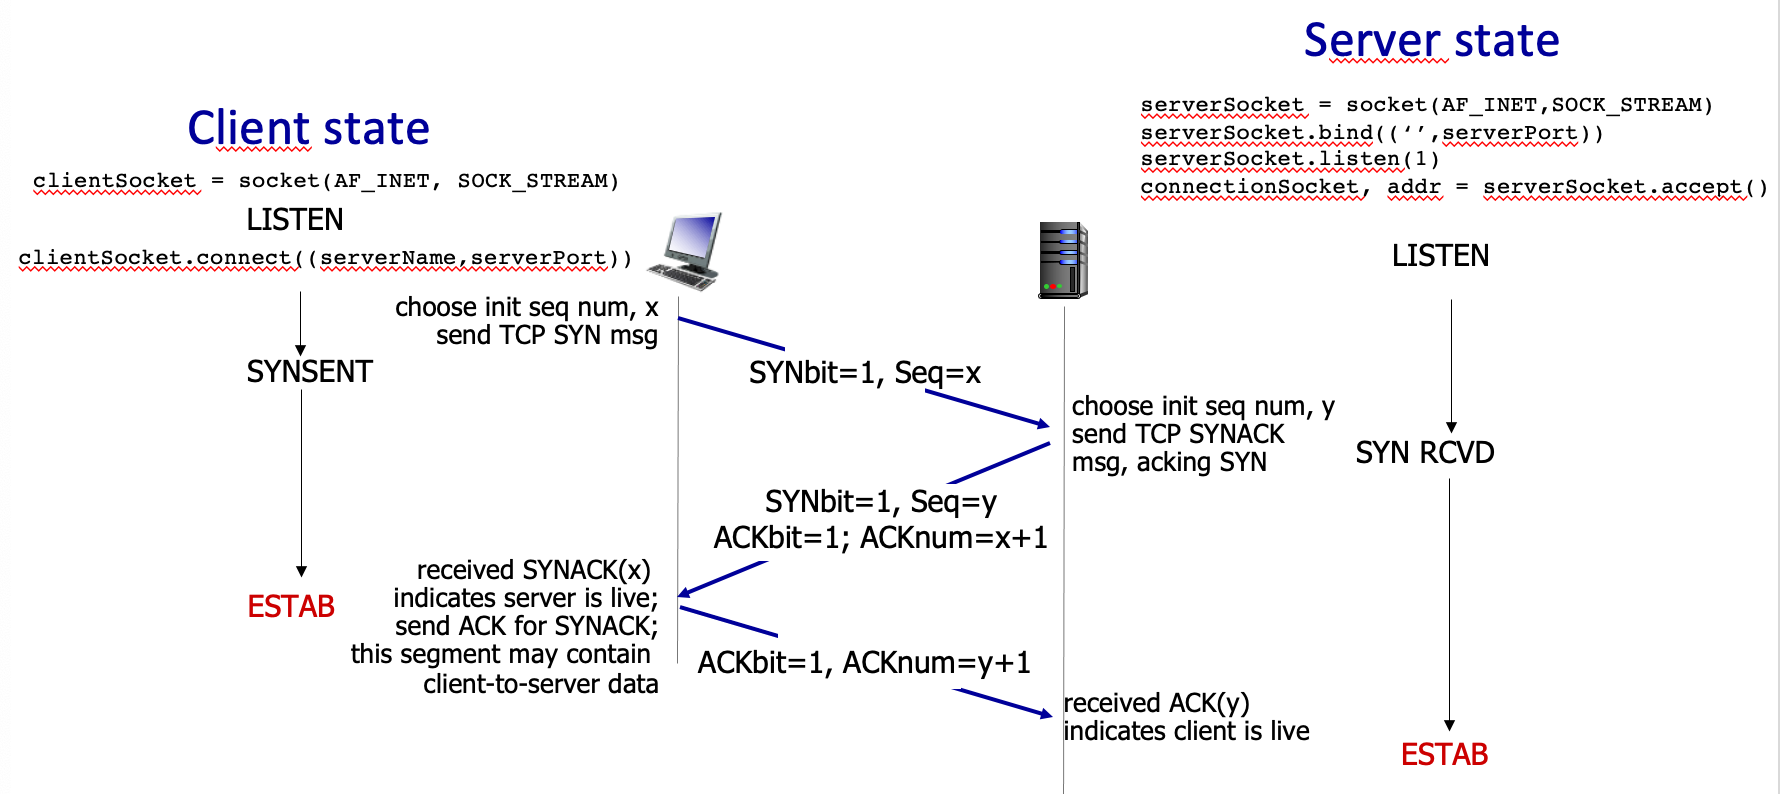 Server state
serverSocket = socket(AF_INET,SOCK_STREAM)
serverSocket.bind((‘’,serverPort))
serverSocket.listen(1)
connectionSocket, addr = serverSocket.accept()
LISTEN
Client state
clientSocket = socket(AF_INET, SOCK_STREAM)
LISTEN
clientSocket.connect((serverName,serverPort))
choose init seq num, x
send TCP SYN msg
SYNSENT
SYNbit=1, Seq=x
choose init seq num, y
send TCP SYNACK
msg, acking SYN
SYN RCVD
SYNbit=1, Seq=y
ACKbit=1; ACKnum=x+1
received SYNACK(x)
indicates server is live;
send ACK for SYNACK;
this segment may contain
client-to-server data
ESTAB
ACKbit=1, ACKnum=y+1
received ACK(y)
indicates client is live
ESTAB